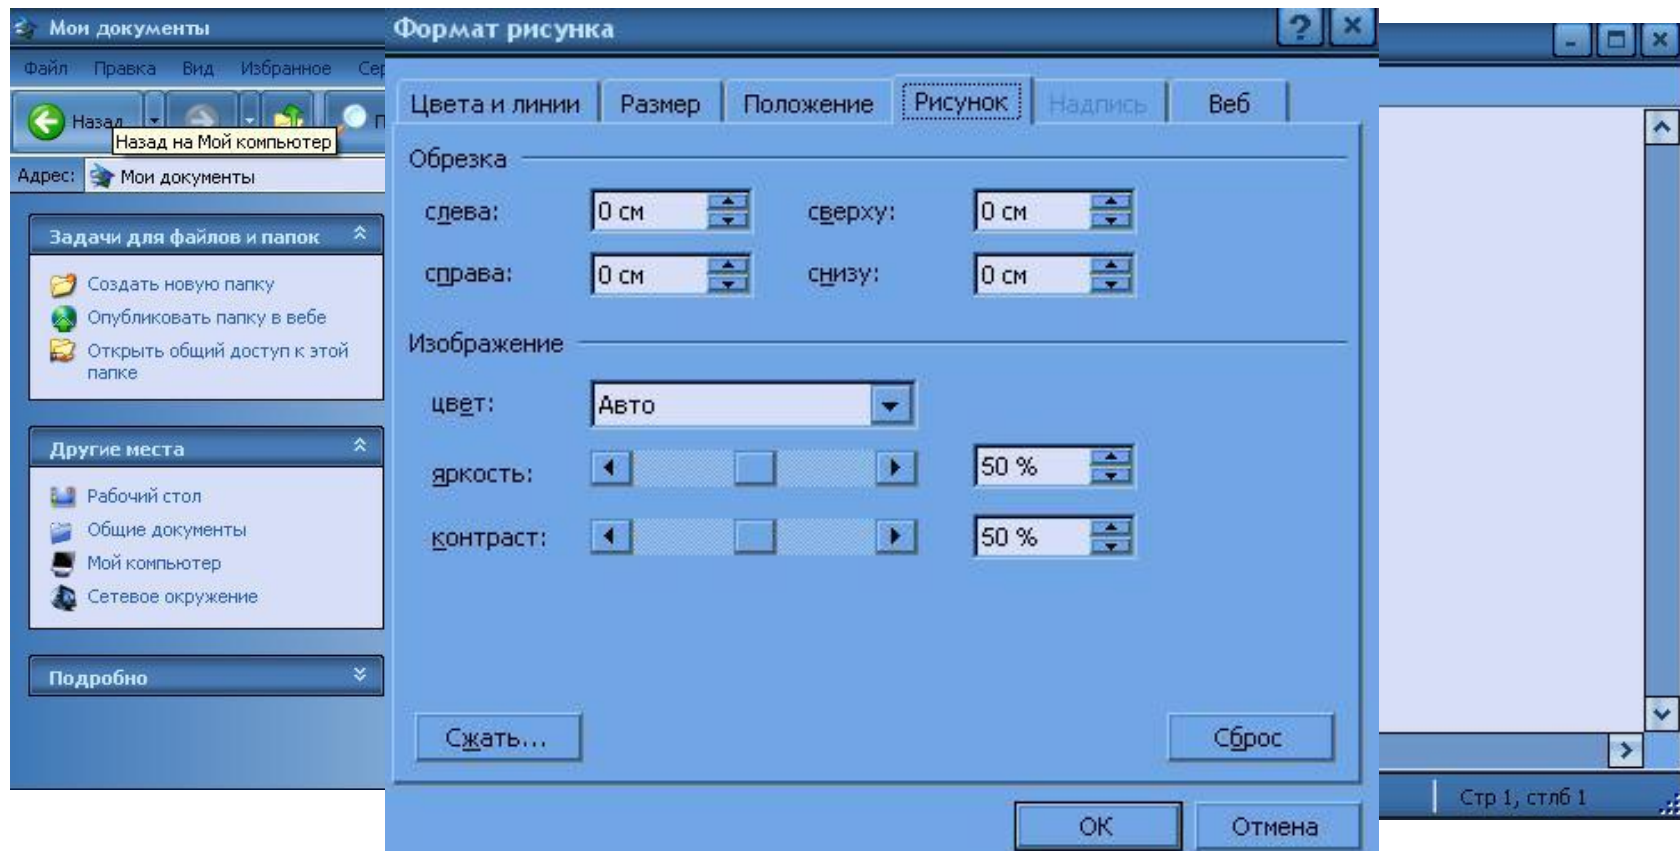 Мои документы
Файл Правка Вид Избранное
Назад
Назад на Мой компьютер
Адрес: Мои документы
Задачи для файлов и папок
Создать новую папку
Опубликовать папку в вебе
Открыть общий доступ к этой
папке
Другие места
Рабочий стол
Общие документы
Мой компьютер
Сетевое окружение
Подробно
Формат рисунка
Цвета и линии Размер Положение Рисунок Надпись Веб
Обрезка
слева: 0 см сверху: 0 см
справа: 0 см снизу: 0 см
Изображение
цвет: Авто
яркость: 50 %
контраст: 50 %
Сжать... Сброс
ОК Отмена
Стр 1, стлб 1